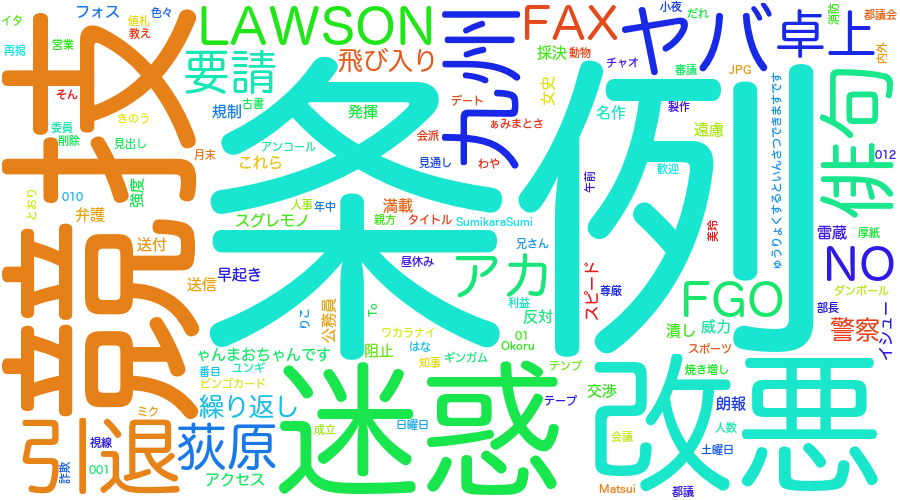 イタ
フォス
色々
値札
教え
LAWSON
FAX
ヤバ
卓上
小夜
だれ
消防
都議会
再掲
営業
技
要請
飛び入り
採決
動物
九州
女史
チャオ
審議
JPG
内外
そん
きのう
委員
削除
見出し
規制
古書
発揮
デート
ぁみまとさ
名作
製作
ゅうりょくするといんさつできますです
俳句
月末
アンコール
会派
遠慮
012
とおり
010
強度
これら
見通し
わや
歓迎
弁護
人事
年中
満載
午前
条例
スグレモノ
親方
タイトル
SumikaraSumi
美玲
雷蔵
厚紙
送付
兄さん
NO
早起き
昼休み
アカ
スピード
送信
公務員
こり
To
利益
反対
尊厳
FGO
ダンボール
部長
競
潰し
威力
警察
イシュー
01
Okoru
ワカラナイ
はな
スポーツ
ゃんまおちゃんです
阻止
知事
ギンガム
番目
ユンギ
テンプ
焼き増し
ビンゴカード
交渉
改悪
繰り返し
迷惑
テープ
朗報
ミク
引退
荻原
成立
日曜日
人数
視線
会議
土曜日
001
詐欺
アクセス
Matsui
都議